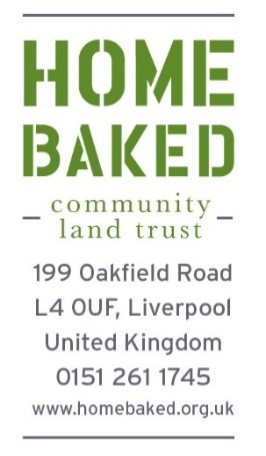 HOME
BAKED
community
land trust
199 Oakfield Road
L4 0UF, Liverpool
United Kingdom
0151 261 1745
www.homebaked.org.uk